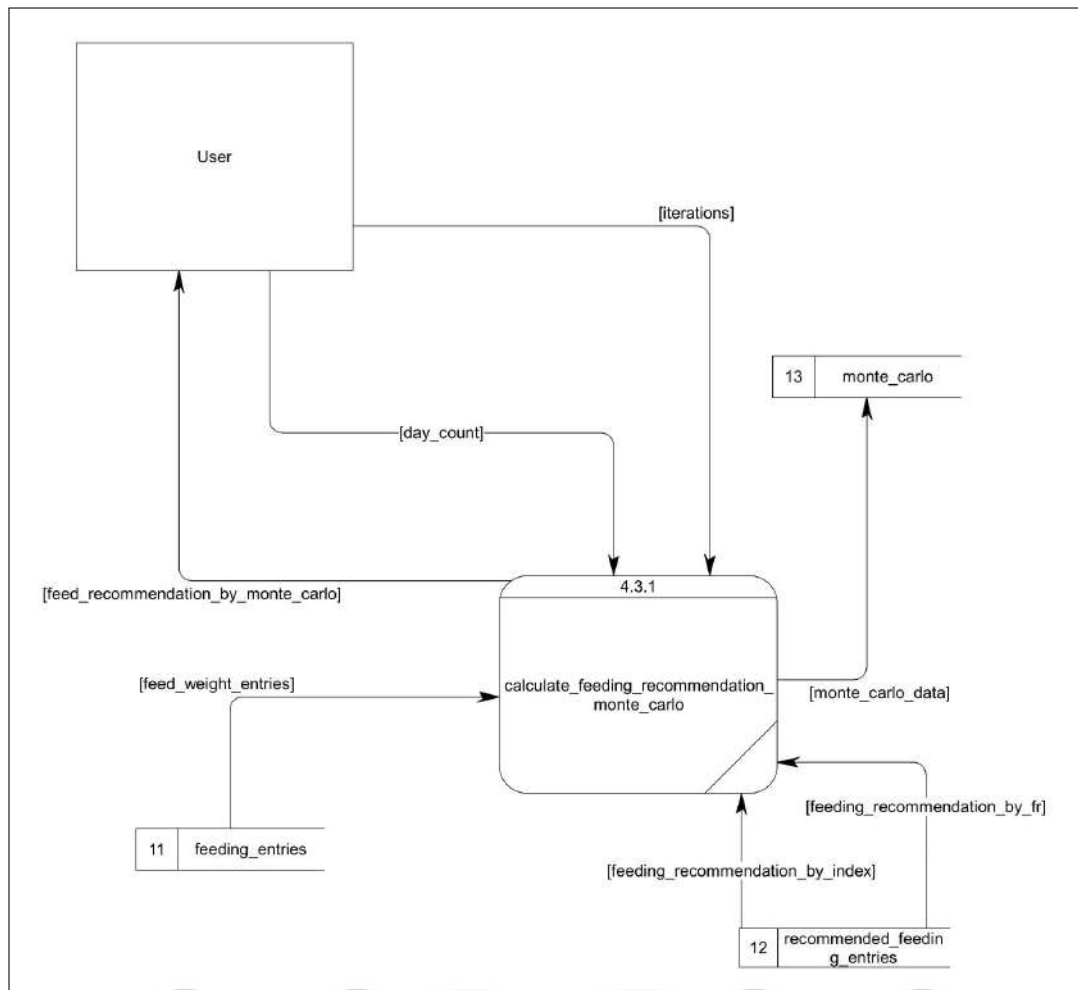 User
[iterations]
13
monte_carlo
[day_count]
[feed_recommendation_by_monte_carlo]
4.3.1
[feed_weight_entries]
calculate_feeding_recommendation_
monte_carlo
[monte_carlo_data]
[feeding_recommendation_by_fr]
11
feeding_entries
[feeding_recommendation_by_index]
12
recommended_feedin
g_entries